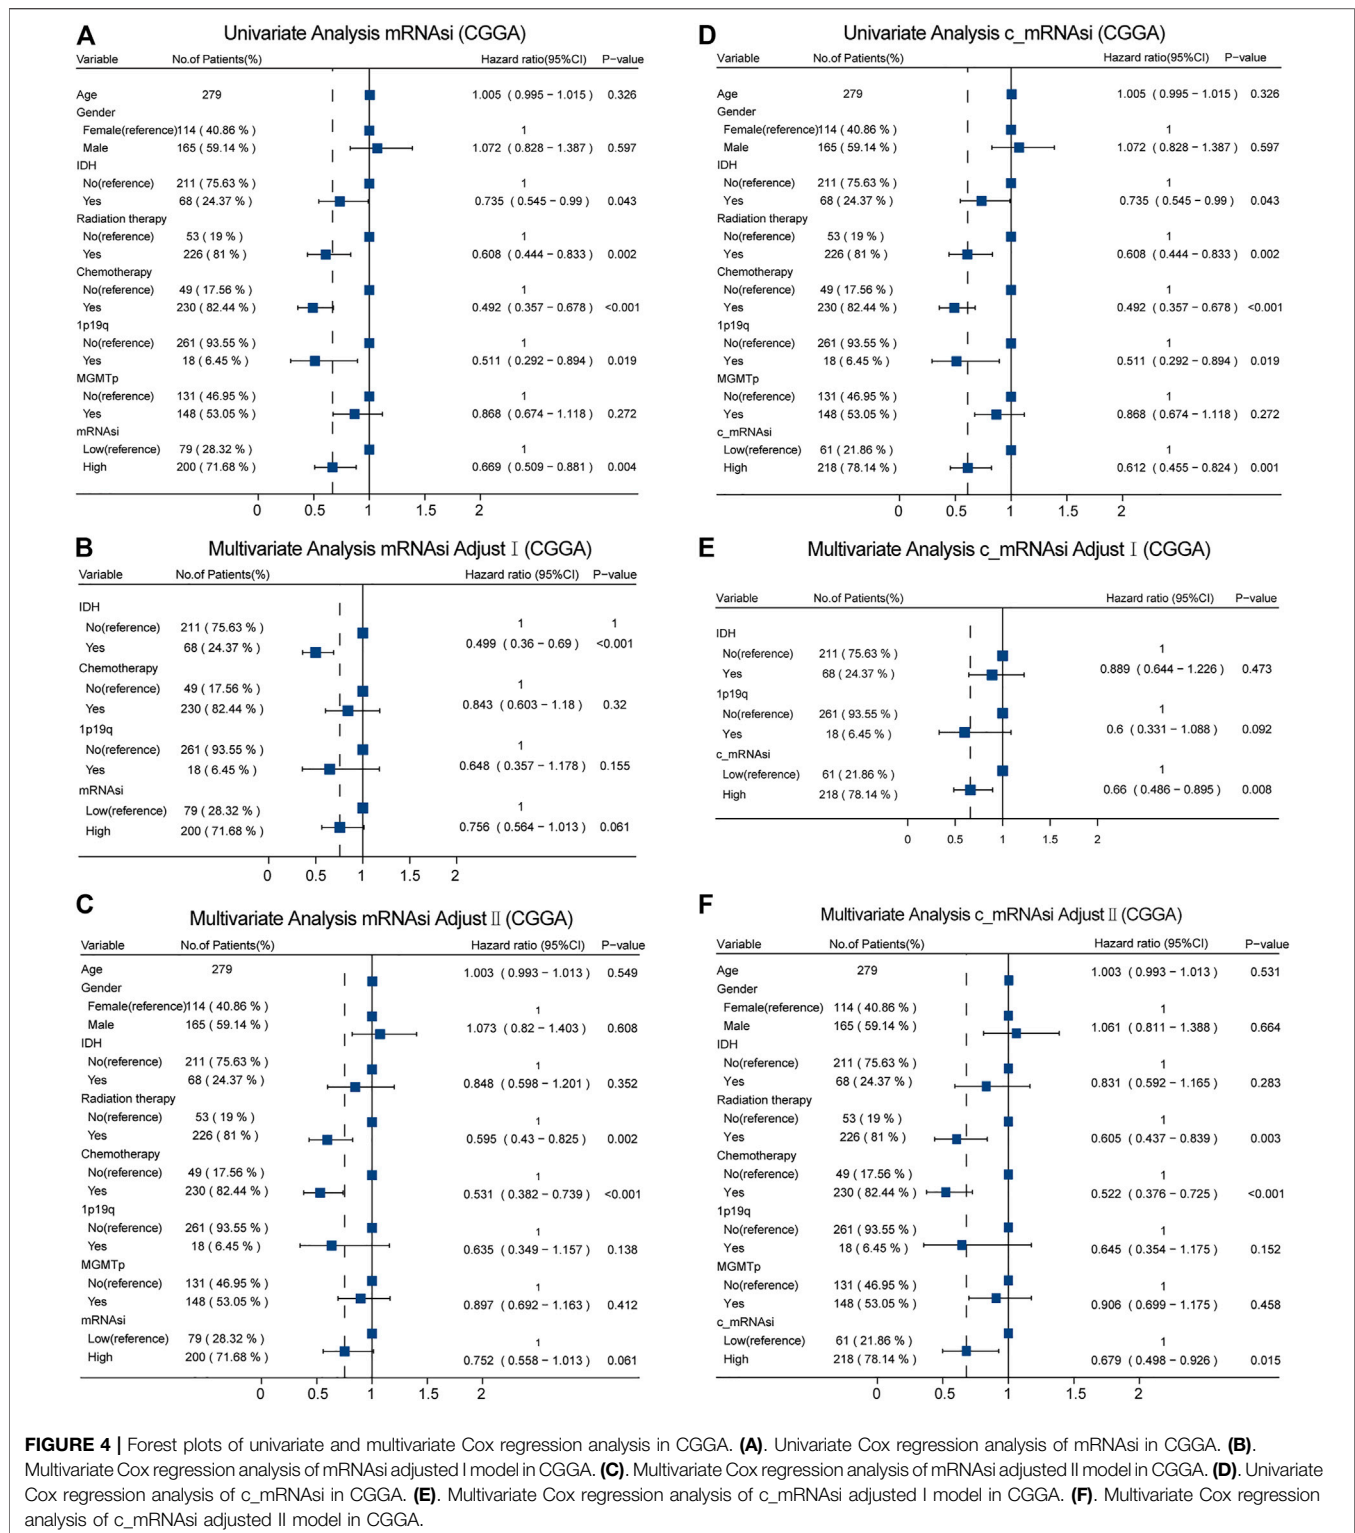 A
Univariate Analysis mRNAsi (CGGA)
Variable No.of Patients(%) Hazard ratio(95%CI) P−value
Age 279 1.005 (0.995 − 1.015) 0.326
Gender
Female(reference) 114 ( 40.86 % ) 1
Male 165 ( 59.14 % ) 1.072 (0.828 − 1.387) 0.597
IDH
No(reference) 211 ( 75.63 % ) 1
Yes 68 ( 24.37 % ) 0.735 (0.545 − 0.99) 0.043
Radiation therapy
No(reference) 53 ( 19 % ) 1
Yes 226 ( 81 % ) 0.608 (0.444 − 0.833) 0.002
Chemotherapy
No(reference) 49 ( 17.56 % ) 1
Yes 230 ( 82.44 % ) 0.492 (0.357 − 0.678) <0.001
1p19q
No(reference) 261 ( 93.55 % ) 1
Yes 18 ( 6.45 % ) 0.511 (0.292 − 0.894) 0.019
MGMTp
No(reference) 131 ( 46.95 % ) 1
Yes 148 ( 53.05 % ) 0.868 (0.674 − 1.118) 0.272
mRNAsi
Low(reference) 79 ( 28.32 % ) 1
High 200 ( 71.68 % ) 0.669 (0.509 − 0.881) 0.004
0 0.5 1 1.5 2
B
Multivariate Analysis mRNAsi Adjust I (CGGA)
Variable No.of Patients(%) Hazard ratio (95%CI) P−value
IDH
No(reference) 211 ( 75.63 % ) 1 1
Yes 68 ( 24.37 % ) 0.499 (0.36 − 0.69) <0.001
Chemotherapy
No(reference) 49 ( 17.56 % ) 1
Yes 230 ( 82.44 % ) 0.843 (0.603 − 1.18) 0.32
1p19q
No(reference) 261 ( 93.55 % ) 1
Yes 18 ( 6.45 % ) 0.648 (0.357 − 1.178) 0.155
mRNAsi
Low(reference) 79 ( 28.32 % ) 1
High 200 ( 71.68 % ) 0.756 (0.564 − 1.013) 0.061
0 0.5 1 1.5 2
C
Multivariate Analysis mRNAsi Adjust II (CGGA)
Variable No.of Patients(%) Hazard ratio (95%CI) P−value
Age 279 1.003 (0.993 − 1.013) 0.549
Gender
Female(reference) 114 ( 40.86 % ) 1
Male 165 ( 59.14 % ) 1.073 (0.82 − 1.403) 0.608
IDH
No(reference) 211 ( 75.63 % ) 1
Yes 68 ( 24.37 % ) 0.848 (0.598 − 1.201) 0.352
Radiation therapy
No(reference) 53 ( 19 % ) 1
Yes 226 ( 81 % ) 0.595 (0.43 − 0.825) 0.002
Chemotherapy
No(reference) 49 ( 17.56 % ) 1
Yes 230 ( 82.44 % ) 0.531 (0.382 − 0.739) <0.001
1p19q
No(reference) 261 ( 93.55 % ) 1
Yes 18 ( 6.45 % ) 0.635 (0.349 − 1.157) 0.138
MGMTp
No(reference) 131 ( 46.95 % ) 1
Yes 148 ( 53.05 % ) 0.897 (0.692 − 1.163) 0.412
mRNAsi
Low(reference) 79 ( 28.32 % ) 1
High 200 ( 71.68 % ) 0.752 (0.558 − 1.013) 0.061
0 0.5 1 1.5 2
D
Univariate Analysis c_mRNAsi (CGGA)
Variable No.of Patients(%) Hazard ratio(95%CI) P−value
Age 279 1.005 (0.995 − 1.015) 0.326
Gender
Female(reference) 114 ( 40.86 % ) 1
Male 165 ( 59.14 % ) 1.072 (0.828 − 1.387) 0.597
IDH
No(reference) 211 ( 75.63 % ) 1
Yes 68 ( 24.37 % ) 0.735 (0.545 − 0.99) 0.043
Radiation therapy
No(reference) 53 ( 19 % ) 1
Yes 226 ( 81 % ) 0.608 (0.444 − 0.833) 0.002
Chemotherapy
No(reference) 49 ( 17.56 % ) 1
Yes 230 ( 82.44 % ) 0.492 (0.357 − 0.678) <0.001
1p19q
No(reference) 261 ( 93.55 % ) 1
Yes 18 ( 6.45 % ) 0.511 (0.292 − 0.894) 0.019
MGMTp
No(reference) 131 ( 46.95 % ) 1
Yes 148 ( 53.05 % ) 0.868 (0.674 − 1.118) 0.272
c_mRNAsi
Low(reference) 61 ( 21.86 % ) 1
High 218 ( 78.14 % ) 0.612 (0.455 − 0.824) 0.001
0 0.5 1 1.5 2
E
Multivariate Analysis c_mRNAsi Adjust I (CGGA)
Variable No.of Patients(%) Hazard ratio (95%CI) P−value
IDH
No(reference) 211 ( 75.63 % ) 1
Yes 68 ( 24.37 % ) 0.889 (0.644 − 1.226) 0.473
1p19q
No(reference) 261 ( 93.55 % ) 1
Yes 18 ( 6.45 % ) 0.6 (0.331 − 1.088) 0.092
c_mRNAsi
Low(reference) 61 ( 21.86 % ) 1
High 218 ( 78.14 % ) 0.66 (0.486 − 0.895) 0.008
0 0.5 1 1.5 2
F
Multivariate Analysis c_mRNAsi Adjust II (CGGA)
Variable No.of Patients(%) Hazard ratio (95%CI) P−value
Age 279 1.003 (0.993 − 1.013) 0.531
Gender
Female(reference) 114 ( 40.86 % ) 1
Male 165 ( 59.14 % ) 1.061 (0.811 − 1.388) 0.664
IDH
No(reference) 211 ( 75.63 % ) 1
Yes 68 ( 24.37 % ) 0.831 (0.592 − 1.165) 0.283
Radiation therapy
No(reference) 53 ( 19 % ) 1
Yes 226 ( 81 % ) 0.605 (0.437 − 0.839) 0.003
Chemotherapy
No(reference) 49 ( 17.56 % ) 1
Yes 230 ( 82.44 % ) 0.522 (0.376 − 0.725) <0.001
1p19q
No(reference) 261 ( 93.55 % ) 1
Yes 18 ( 6.45 % ) 0.645 (0.354 − 1.175) 0.152
MGMTp
No(reference) 131 ( 46.95 % ) 1
Yes 148 ( 53.05 % ) 0.906 (0.699 − 1.175) 0.458
c_mRNAsi
Low(reference) 61 ( 21.86 % ) 1
High 218 ( 78.14 % ) 0.679 (0.498 − 0.926) 0.015
0 0.5 1 1.5 2
FIGURE 4 | Forest plots of univariate and multivariate Cox regression analysis in CGGA. (A). Univariate Cox regression analysis of mRNAsi in CGGA. (B).
Multivariate Cox regression analysis of mRNAsi adjusted I model in CGGA. (C). Multivariate Cox regression analysis of mRNAsi adjusted II model in CGGA. (D). Univariate
Cox regression analysis of c_mRNAsi in CGGA. (E). Multivariate Cox regression analysis of c_mRNAsi adjusted I model in CGGA. (F). Multivariate Cox regression
analysis of c_mRNAsi adjusted II model in CGGA.